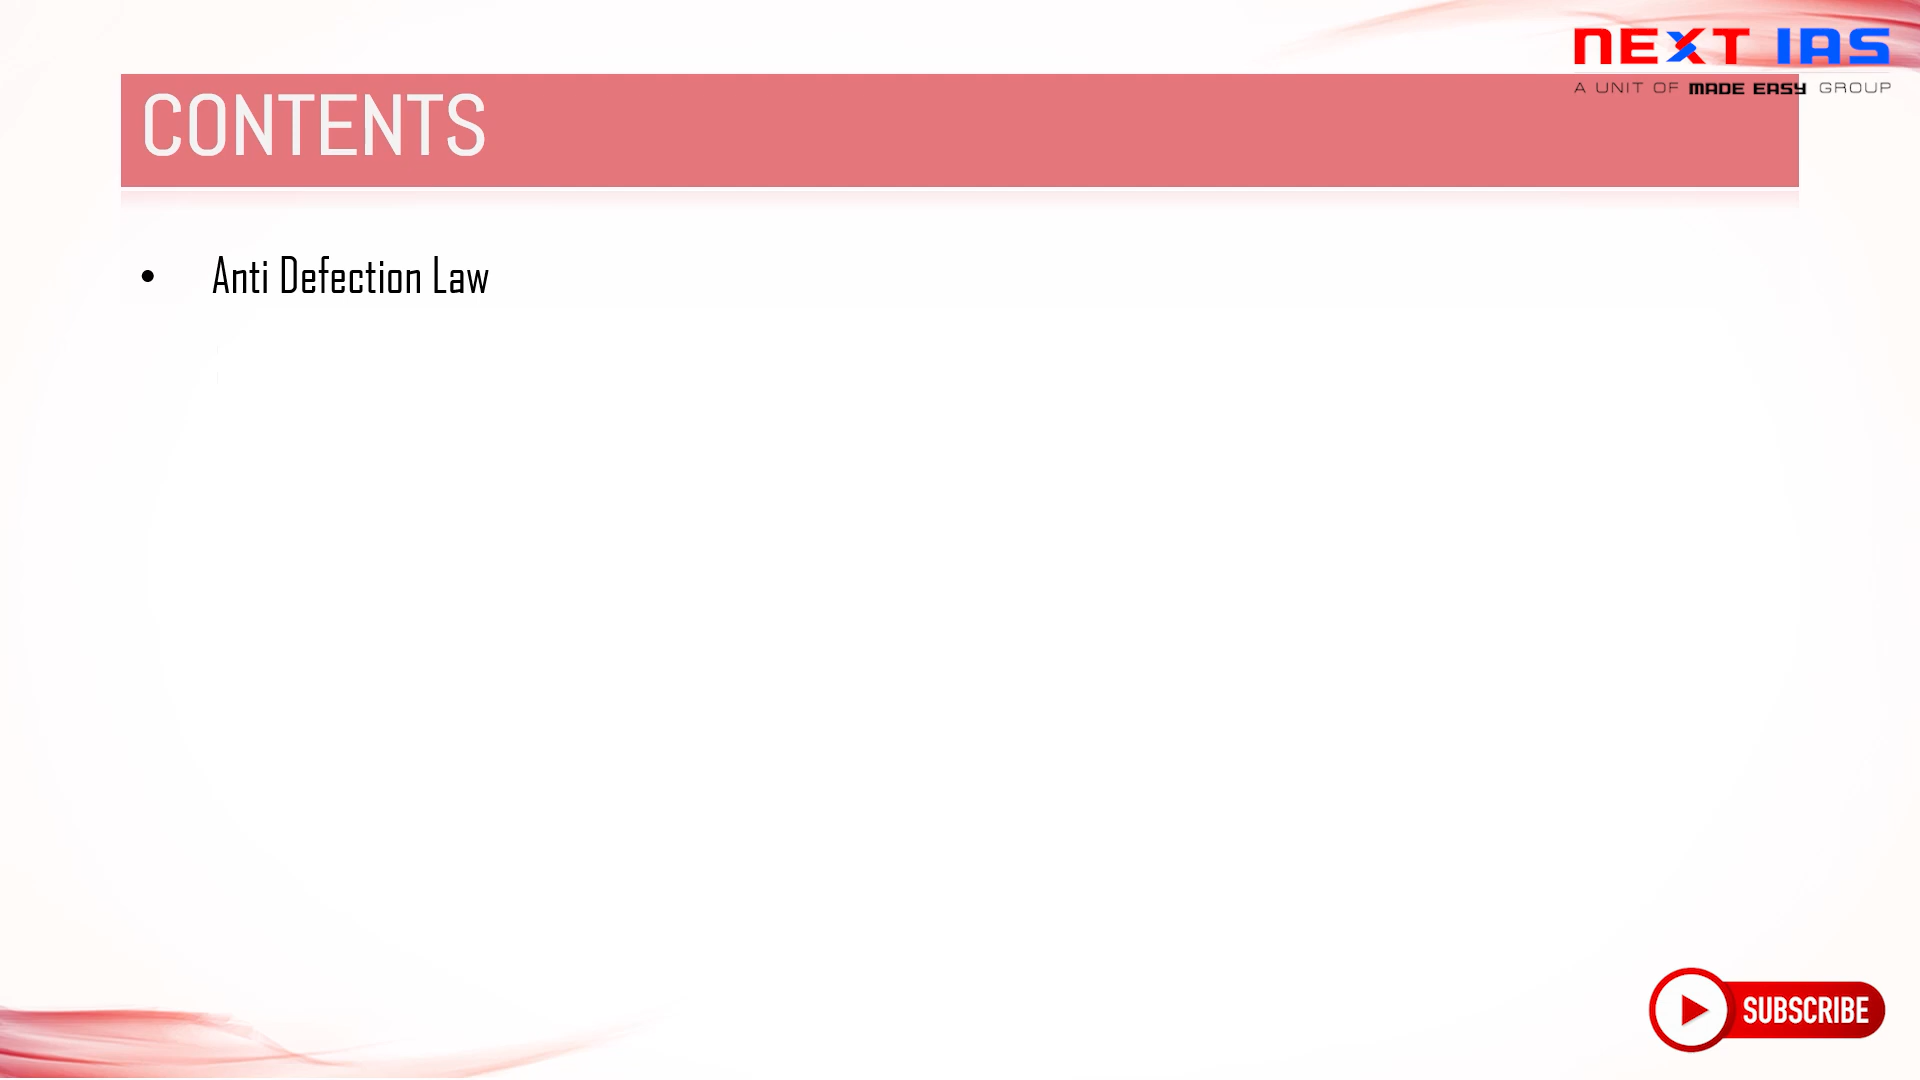 NEXT IAS
A UNIT OF MADE EASY GROUP
CONTENTS
• Anti Defection Law
SUBSCRIBE